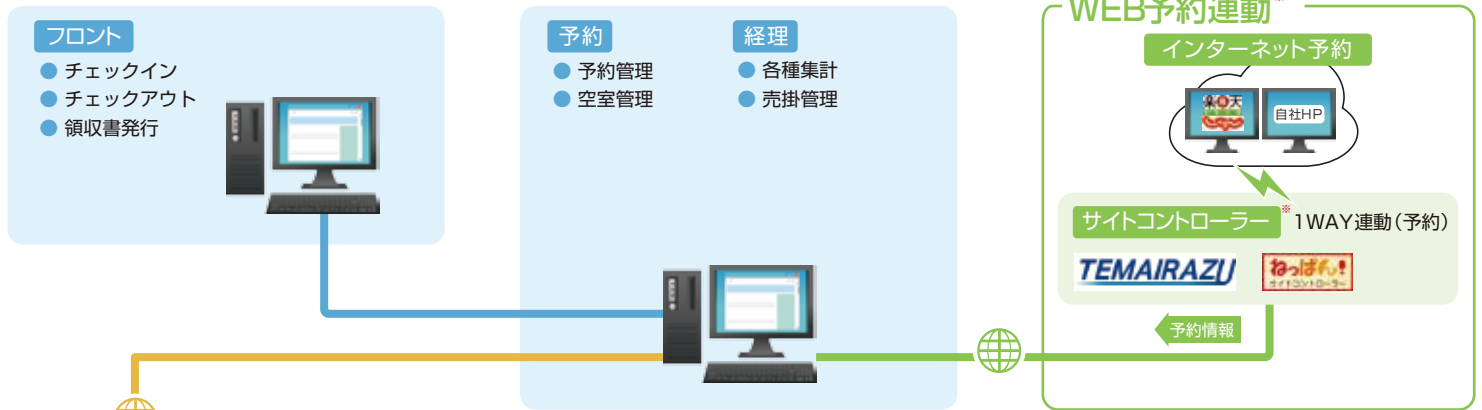 フロント
● チェックイン
● チェックアウト
● 領収書発行
予約
● 予約管理
● 空室管理
経理
● 各種集計
● 売掛管理
WEB予約連動※
インターネット予約
楽天
自社HP
サイトコントローラー※ 1WAY連動(予約)
TEMAIRAZU
ねっぱん!
サイトコントローラー
予約情報